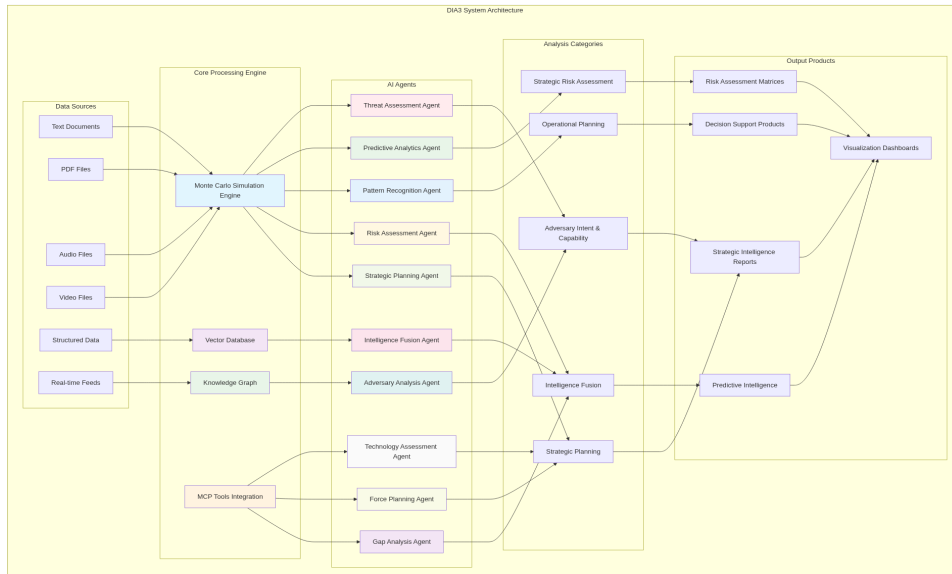 DIA3 System Architecture
Data Sources
Text Documents
PDF Files
Audio Files
Video Files
Structured Data
Real-time Feeds
Core Processing Engine
Monte Carlo Simulation
Engine
Vector Database
Knowledge Graph
MCP Tools Integration
AI Agents
Threat Assessment Agent
Predictive Analytics Agent
Pattern Recognition Agent
Risk Assessment Agent
Strategic Planning Agent
Intelligence Fusion Agent
Adversary Analysis Agent
Technology Assessment
Agent
Force Planning Agent
Gap Analysis Agent
Analysis Categories
Strategic Risk Assessment
Operational Planning
Adversary Intent &
Capability
Intelligence Fusion
Strategic Planning
Output Products
Risk Assessment Matrices
Decision Support Products
Visualization Dashboards
Strategic Intelligence
Reports
Predictive Intelligence